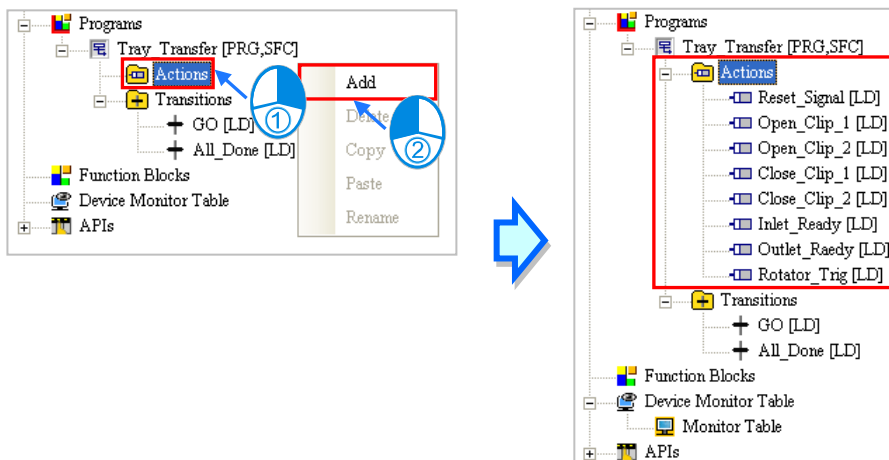 Programs
Tray_Transfer [PRG,SFC]
Actions
Transitions
GO [LD]
All_Done [LD]
Function Blocks
Device Monitor Table
APIs
Add
Delete
Copy
Paste
Rename
1
2
Programs
Tray_Transfer [PRG,SFC]
Actions
Reset_Signal [LD]
Open_Clip_1 [LD]
Open_Clip_2 [LD]
Close_Clip_1 [LD]
Close_Clip_2 [LD]
Inlet_Ready [LD]
Outlet_Raedy [LD]
Rotator_Trig [LD]
Transitions
GO [LD]
All_Done [LD]
Function Blocks
Device Monitor Table
Monitor Table
APIs